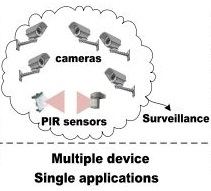 cameras
PIR sensors
Surveillance
Multiple device
Single applications